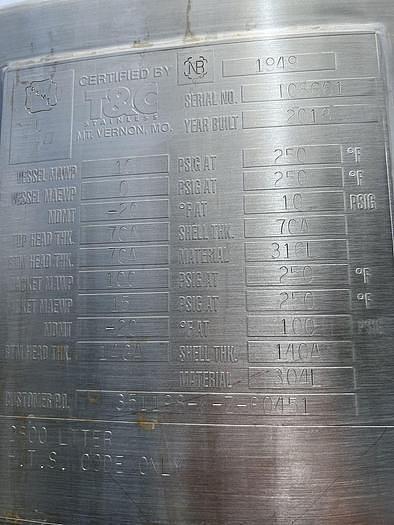 CERTIFIED BY NB 1949
T&C SERIAL NO.
STAINLESS
MT. VERNON, MO. YEAR BUILT
VESSEL MAWP PSIG AT 250 °F
VESSEL MAEWP 0 PSIG AT 250 °F
MDMT -20 °F AT 10 PSIG
TOP HEAD THK. 7GA SHELL THK. 7GA
BTM HEAD THK. 7GA MATERIAL 316L
JACKET MAWP 100 PSIG AT 250 °F
JACKET MAEWP 15 PSIG AT 250 °F
MDMT -20 °F AT 100 PSIG
BTM HEAD THK. 14GA SHELL THK. 14GA
MATERIAL 304L
CUSTOMER P.O.
LITER
H.T.S. CODE ONLY